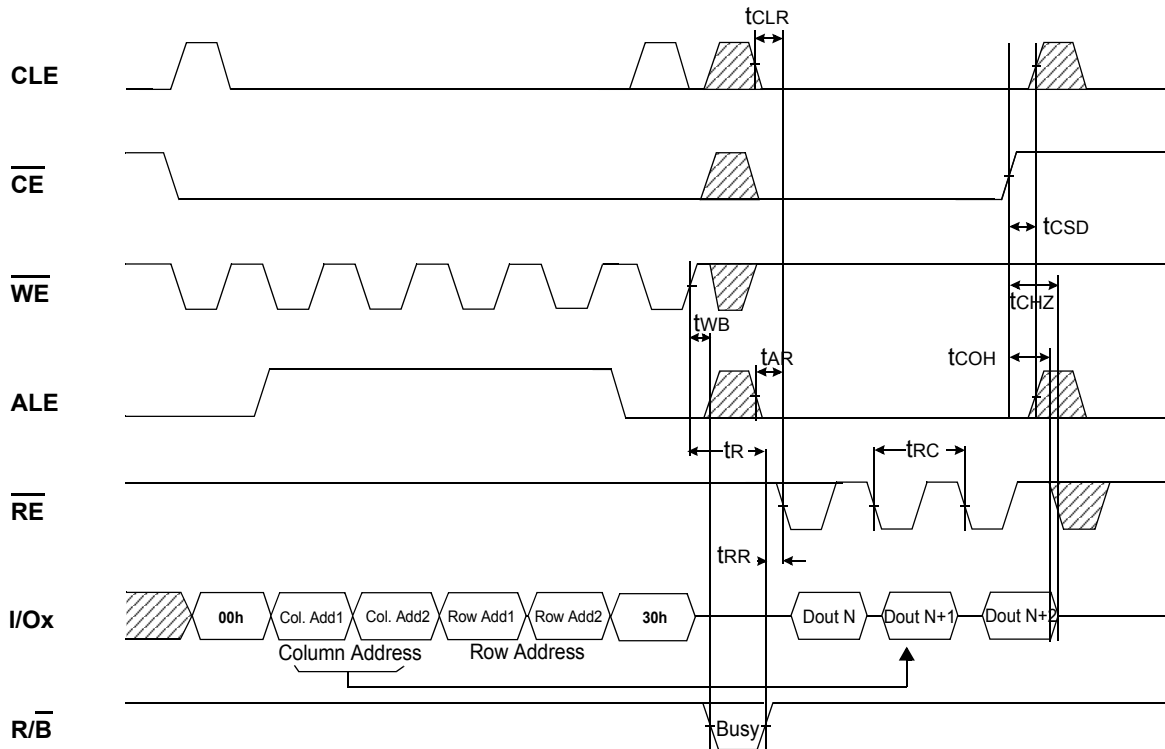 tCLR
CLE
CE
tCSD
WE
tCHZ
tWB
tCOH
tAR
ALE
tR
tRC
RE
tRR
I/Ox
00h
Col. Add1
Col. Add2
Row Add1
Row Add2
30h
Dout N
Dout N+1
Dout N+2
Column Address
Row Address
R/B
Busy